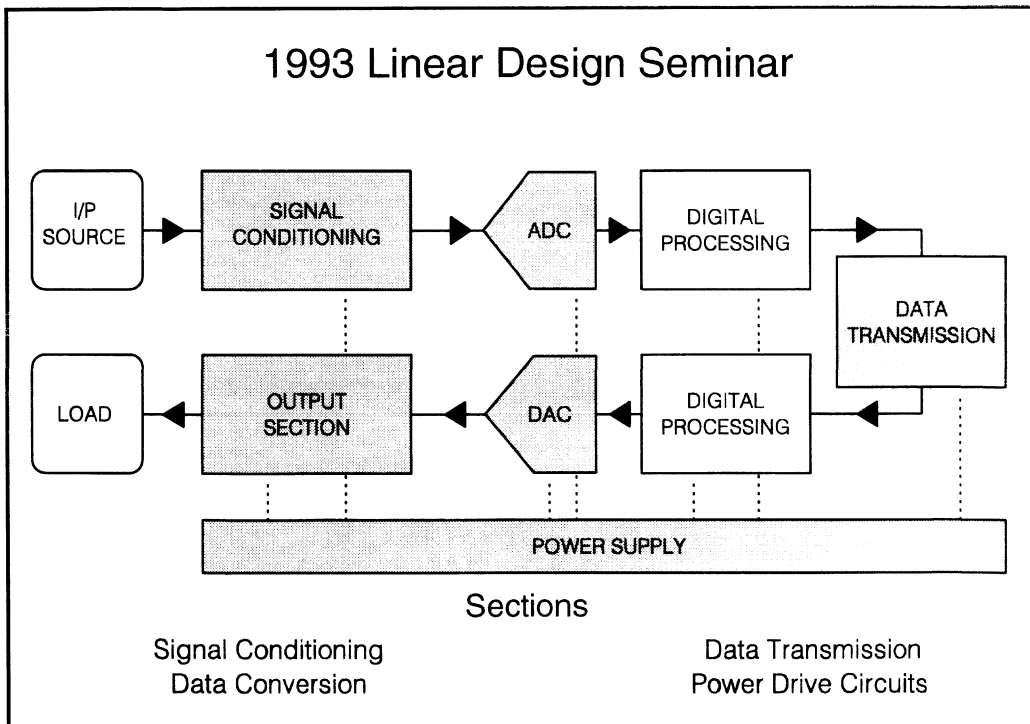 1993 Linear Design Seminar
I/P
SOURCE
SIGNAL
CONDITIONING
ADC
DIGITAL
PROCESSING
DATA
TRANSMISSION
LOAD
OUTPUT
SECTION
DAC
DIGITAL
PROCESSING
POWER SUPPLY
Sections
Signal Conditioning
Data Conversion
Data Transmission
Power Drive Circuits